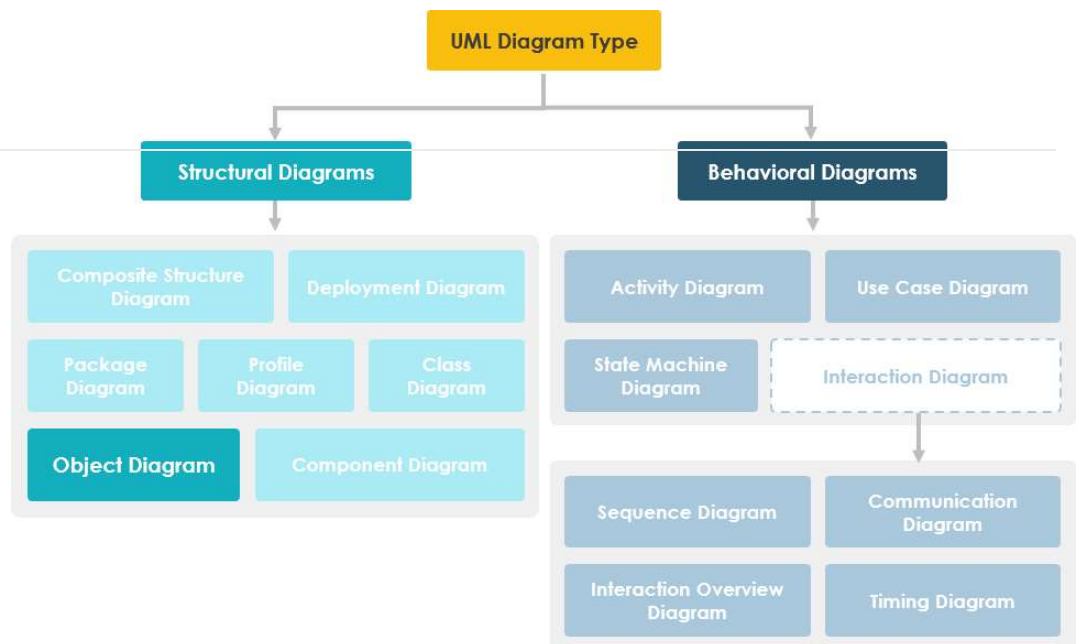 UML Diagram Type
Structural Diagrams
Behavioral Diagrams
Composite Structure
Diagram
Deployment Diagram
Package
Diagram
Profile
Diagram
Class
Diagram
Object Diagram
Component Diagram
Activity Diagram
Use Case Diagram
State Machine
Diagram
Interaction Diagram
Sequence Diagram
Communication
Diagram
Interaction Overview
Diagram
Timing Diagram